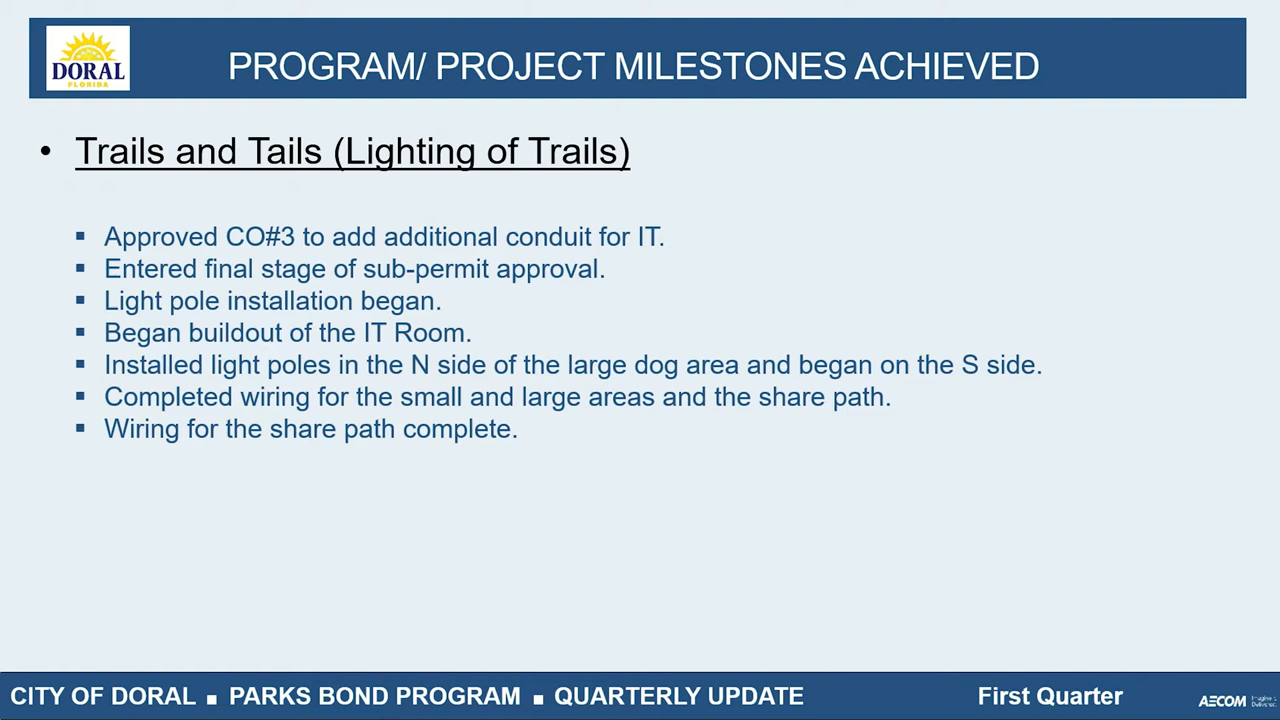 DORAL
FLORIDA
PROGRAM/ PROJECT MILESTONES ACHIEVED
• Trails and Tails (Lighting of Trails)
▪ Approved CO#3 to add additional conduit for IT.
▪ Entered final stage of sub-permit approval.
▪ Light pole installation began.
▪ Began buildout of the IT Room.
▪ Installed light poles in the N side of the large dog area and began on the S side.
▪ Completed wiring for the small and large areas and the share path.
▪ Wiring for the share path complete.
CITY OF DORAL ■ PARKS BOND PROGRAM ■ QUARTERLY UPDATE First Quarter AECOM Imagine it.
Delivered.